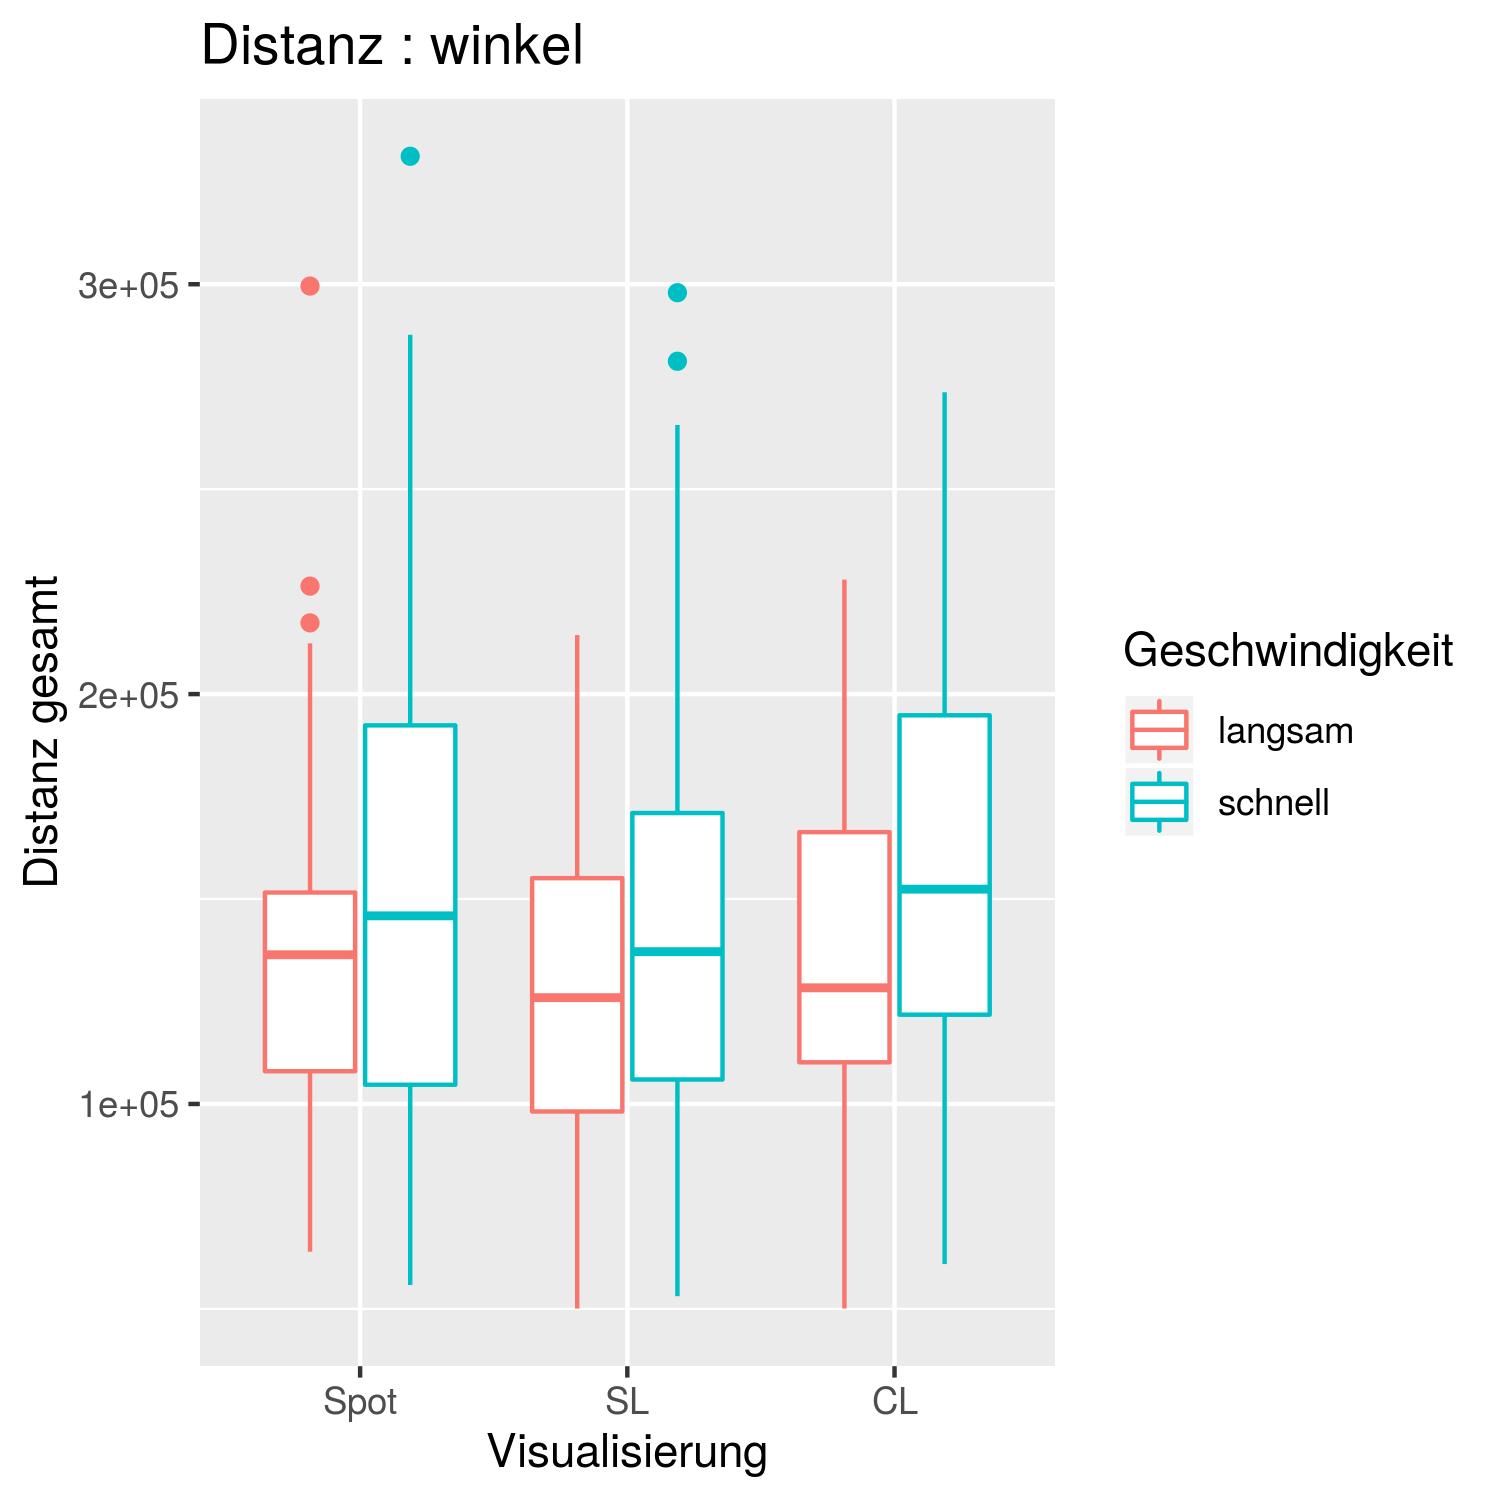 Distanz : winkel
Distanz gesamt
3e+05
2e+05
1e+05
Spot SL CL
Visualisierung
Geschwindigkeit
langsam
schnell